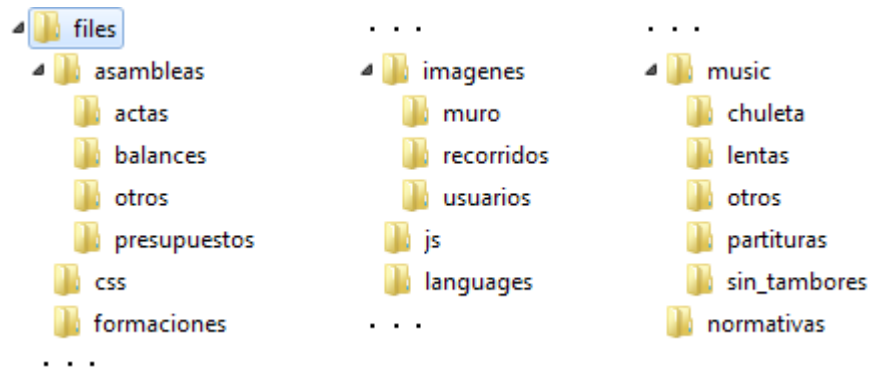 files
asambleas
actas
balances
otros
presupuestos
css
formaciones
. . .
. . .
imagenes
muro
recorridos
usuarios
js
languages
. . .
. . .
music
chuleta
lentas
otros
partituras
sin_tambores
normativas